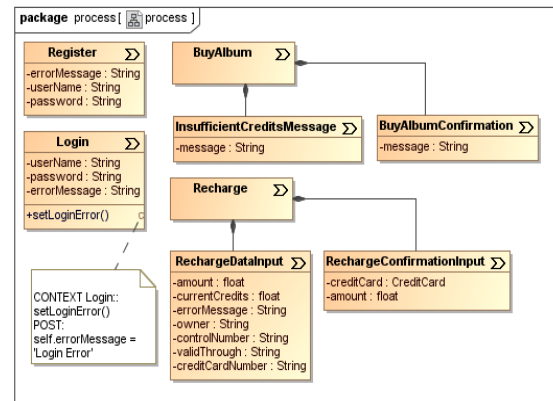 package process [ process ]
Register
-errorMessage : String
-userName : String
-password : String
Login
-userName : String
-password : String
-errorMessage : String
+setLoginError()
CONTEXT Login::
setLoginError()
POST:
self.errorMessage =
'Login Error'
BuyAlbum
InsufficientCreditsMessage
-message : String
BuyAlbumConfirmation
-message : String
Recharge
RechargeDataInput
-amount : float
-currentCredits : float
-errorMessage : String
-owner : String
-controlNumber : String
-validThrough : String
-creditCardNumber : String
RechargeConfirmationInput
-creditCard : CreditCard
-amount : float